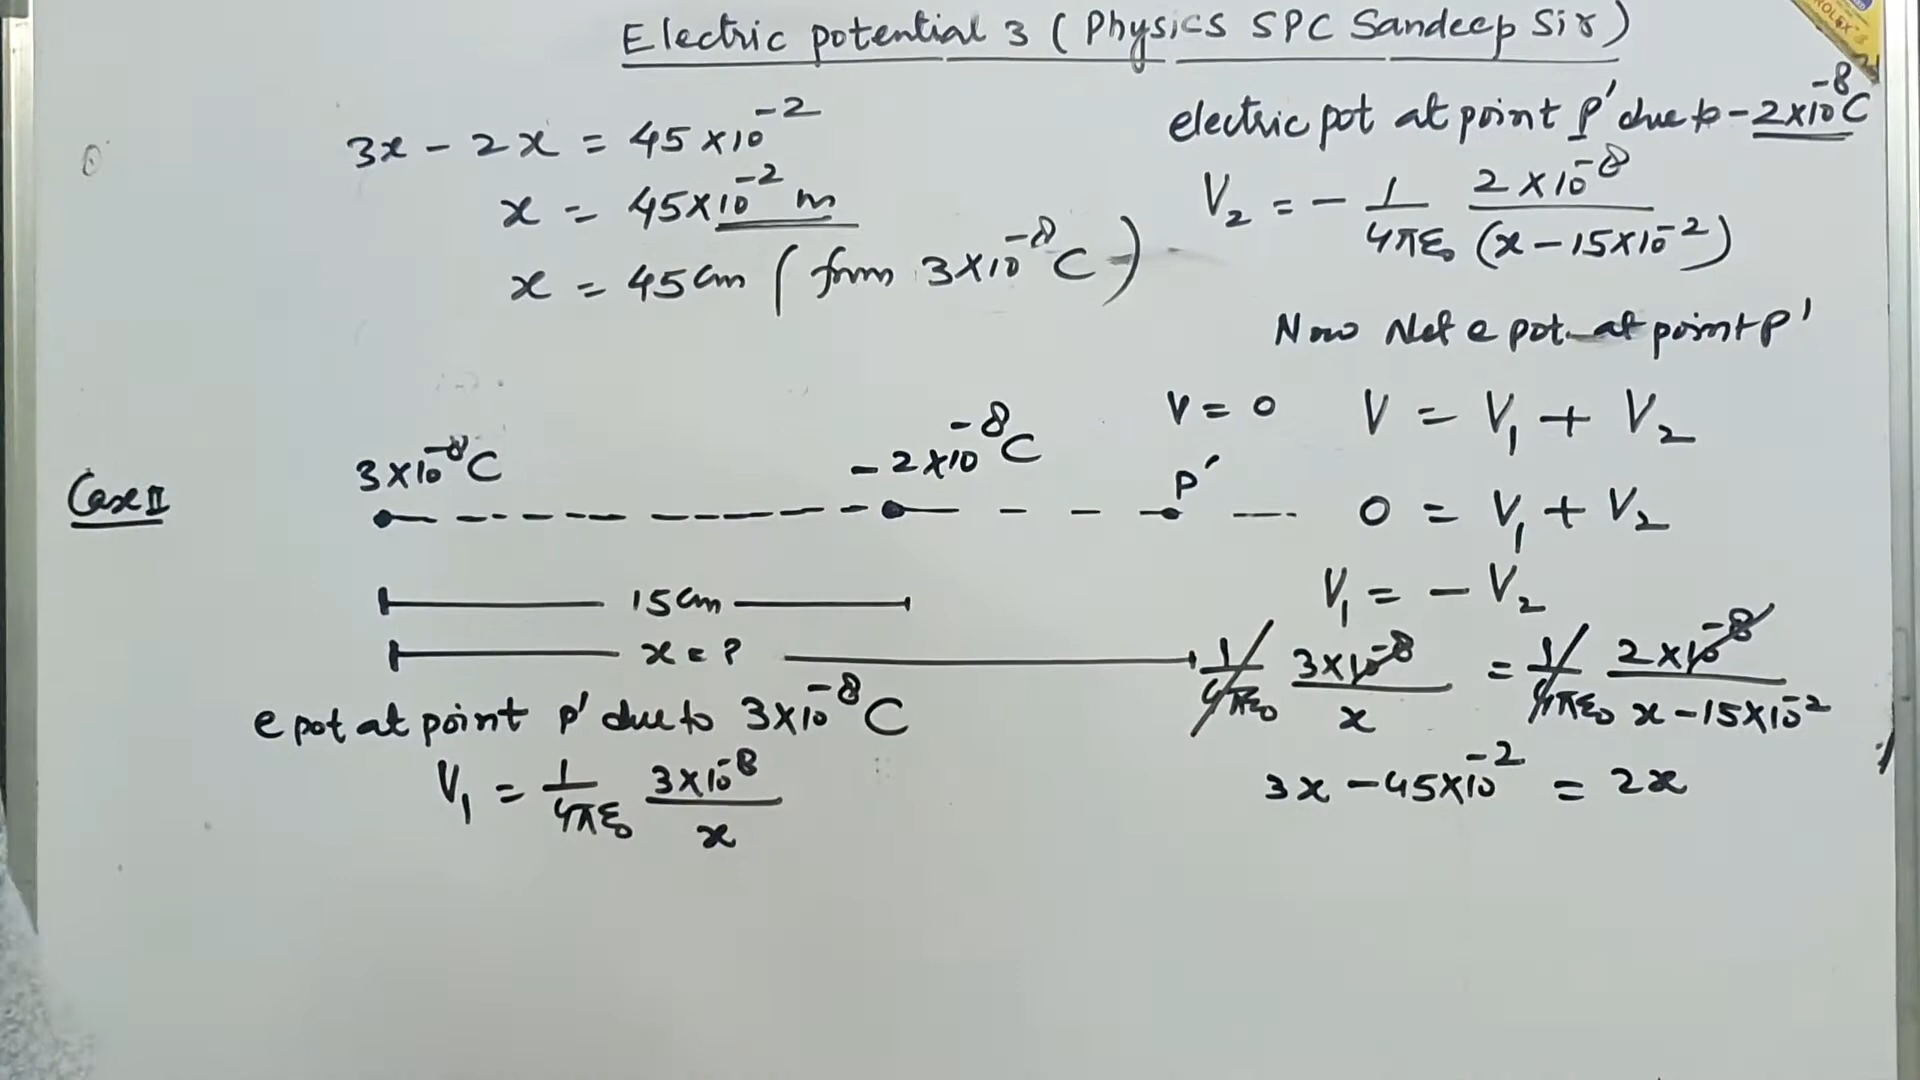 Electric potential 3 (Physics SPC Sandeep Sir)
3x - 2x = 45×10⁻²
x = 45×10⁻² m
x = 45 cm (from 3×10⁻⁸ C)
Case II
3×10⁻⁸ C
-2×10⁻⁸ C
P'
15 cm
x = ?
e pot at point p' due to 3×10⁻⁸ C
V₁ = 1/4πε₀ 3×10⁻⁸/x
electric pot at point p' due to -2×10⁻⁸ C
V₂ = - 1/4πε₀ 2×10⁻⁸/(x-15×10⁻²)
Now Net e pot. at point p'
V = 0 V = V₁ + V₂
0 = V₁ + V₂
V₁ = - V₂
1/4πε₀ 3×10⁻⁸/x = 1/4πε₀ 2×10⁻⁸/x-15×10⁻²
3x - 45×10⁻² = 2x